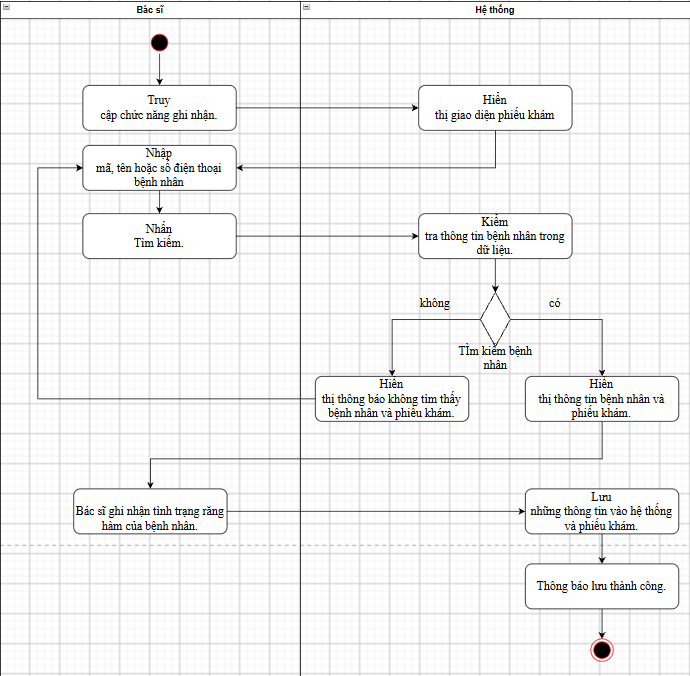 Bác sĩ
Hệ thống
Truy
cập chức năng ghi nhận.
Hiển
thị giao diện phiếu khám
Nhập
mã, tên hoặc số điện thoại
bệnh nhân
Nhấn
Tìm kiếm.
Kiểm
tra thông tin bệnh nhân trong
dữ liệu.
không
có
Tìm kiếm bệnh
nhân
Hiển
thị thông báo không tìm thấy
bệnh nhân và phiếu khám.
Hiển
thị thông tin bệnh nhân và
phiếu khám.
Bác sĩ ghi nhận tình trạng răng
hàm của bệnh nhân.
Lưu
những thông tin vào hệ thống
và phiếu khám.
Thông báo lưu thành công.